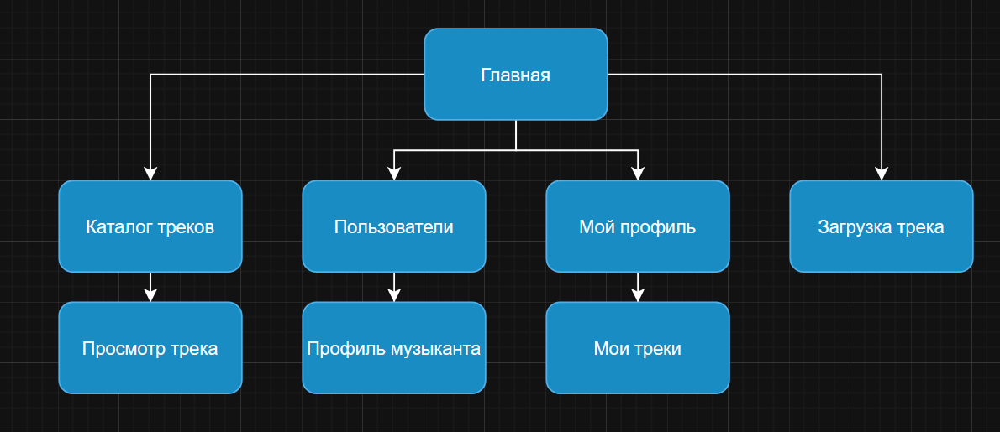 Главная
Каталог треков
Пользователи
Мой профиль
Загрузка трека
Просмотр трека
Профиль музыканта
Мои треки